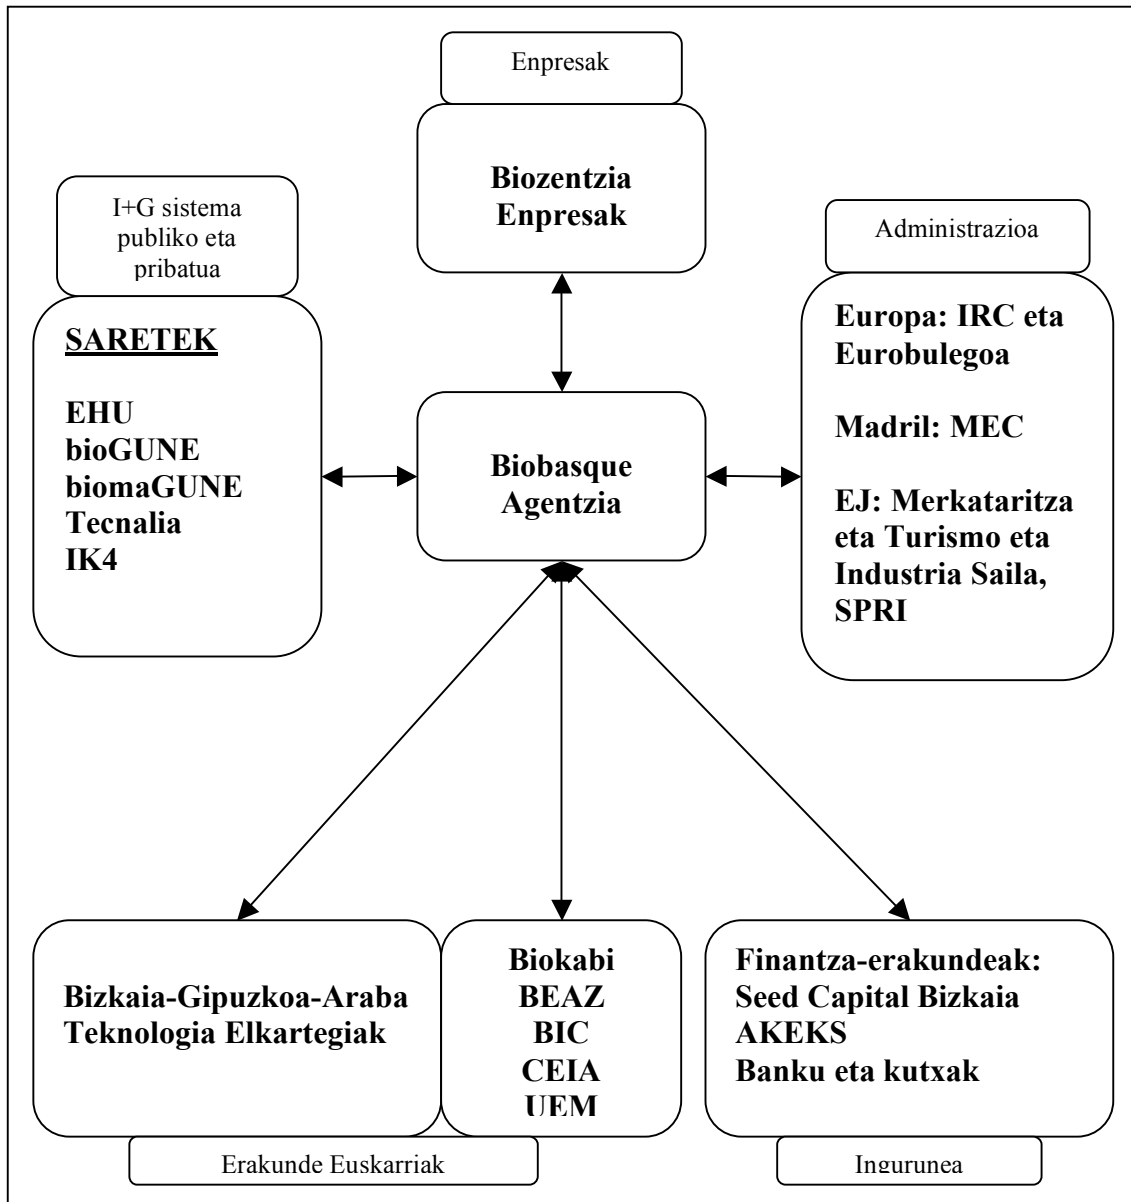 Enpresak
Biozentzia
Enpresak
I+G sistema
publiko eta
pribatua
SARETEK
EHU
bioGUNE
biomaGUNE
Tecnalia
IK4
Administrazioa
Europa: IRC eta
Eurobulegoa
Madril: MEC
EJ: Merkataritza
eta Turismo eta
Industria Saila,
SPRI
Biobasque
Agentzia
Bizkaia-Gipuzkoa-Araba
Teknologia Elkartegiak
Biokabi
BEAZ
BIC
CEIA
UEM
Finantza-erakundeak:
Seed Capital Bizkaia
AKEKS
Banku eta kutxak
Erakunde Euskarriak
Ingurunea